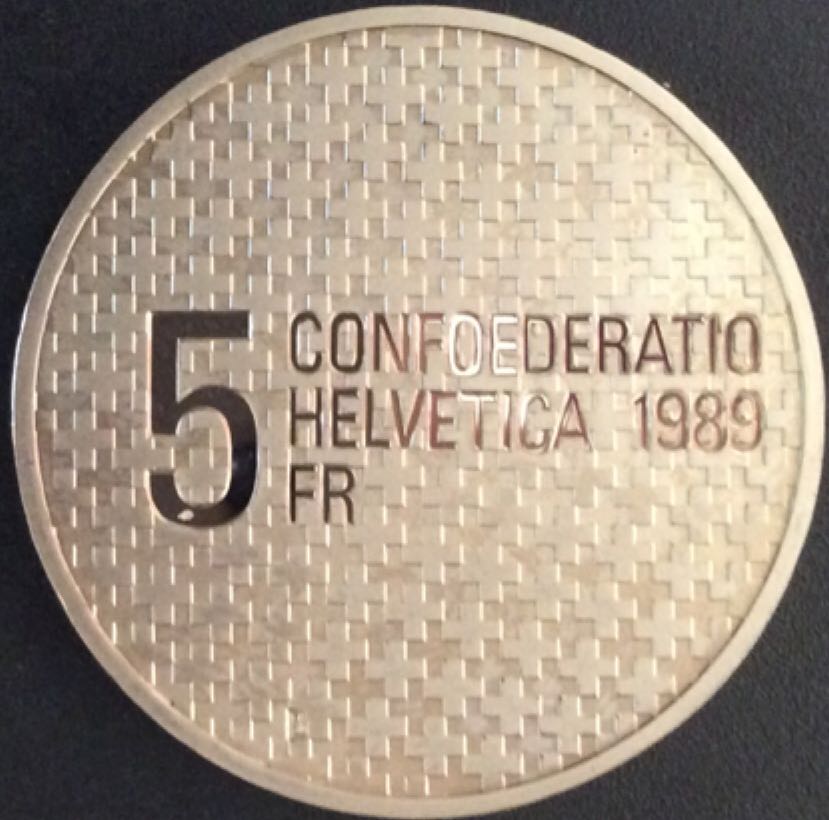 5 CONFOEDERATIO
HELVETICA 1989
FR